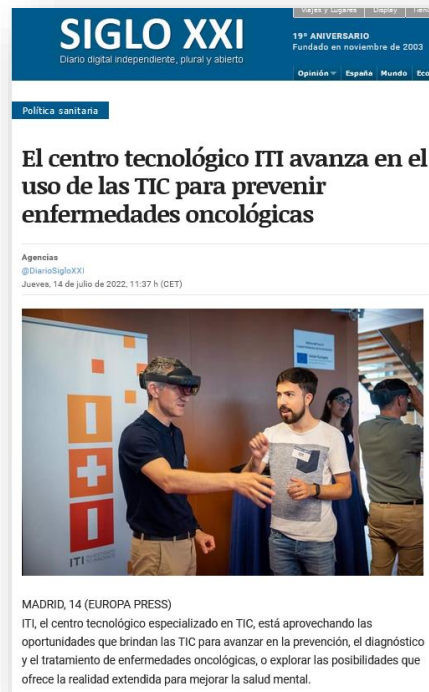 SIGLO XXI
Diario digital independiente, plural y abierto
Viajes y Lugares Display
19º ANIVERSARIO
Fundado en noviembre de 2003
Opinión España Mundo Eco
Política sanitaria
El centro tecnológico ITI avanza en el
uso de las TIC para prevenir
enfermedades oncológicas
Agencias
@DiarioSigloXXI
Jueves, 14 de julio de 2022, 11:37 h (CET)
ITI
MADRID, 14 (EUROPA PRESS)
ITI, el centro tecnológico especializado en TIC, está aprovechando las
oportunidades que brindan las TIC para avanzar en la prevención, el diagnóstico
y el tratamiento de enfermedades oncológicas, o explorar las posibilidades que
ofrece la realidad extendida para mejorar la salud mental.